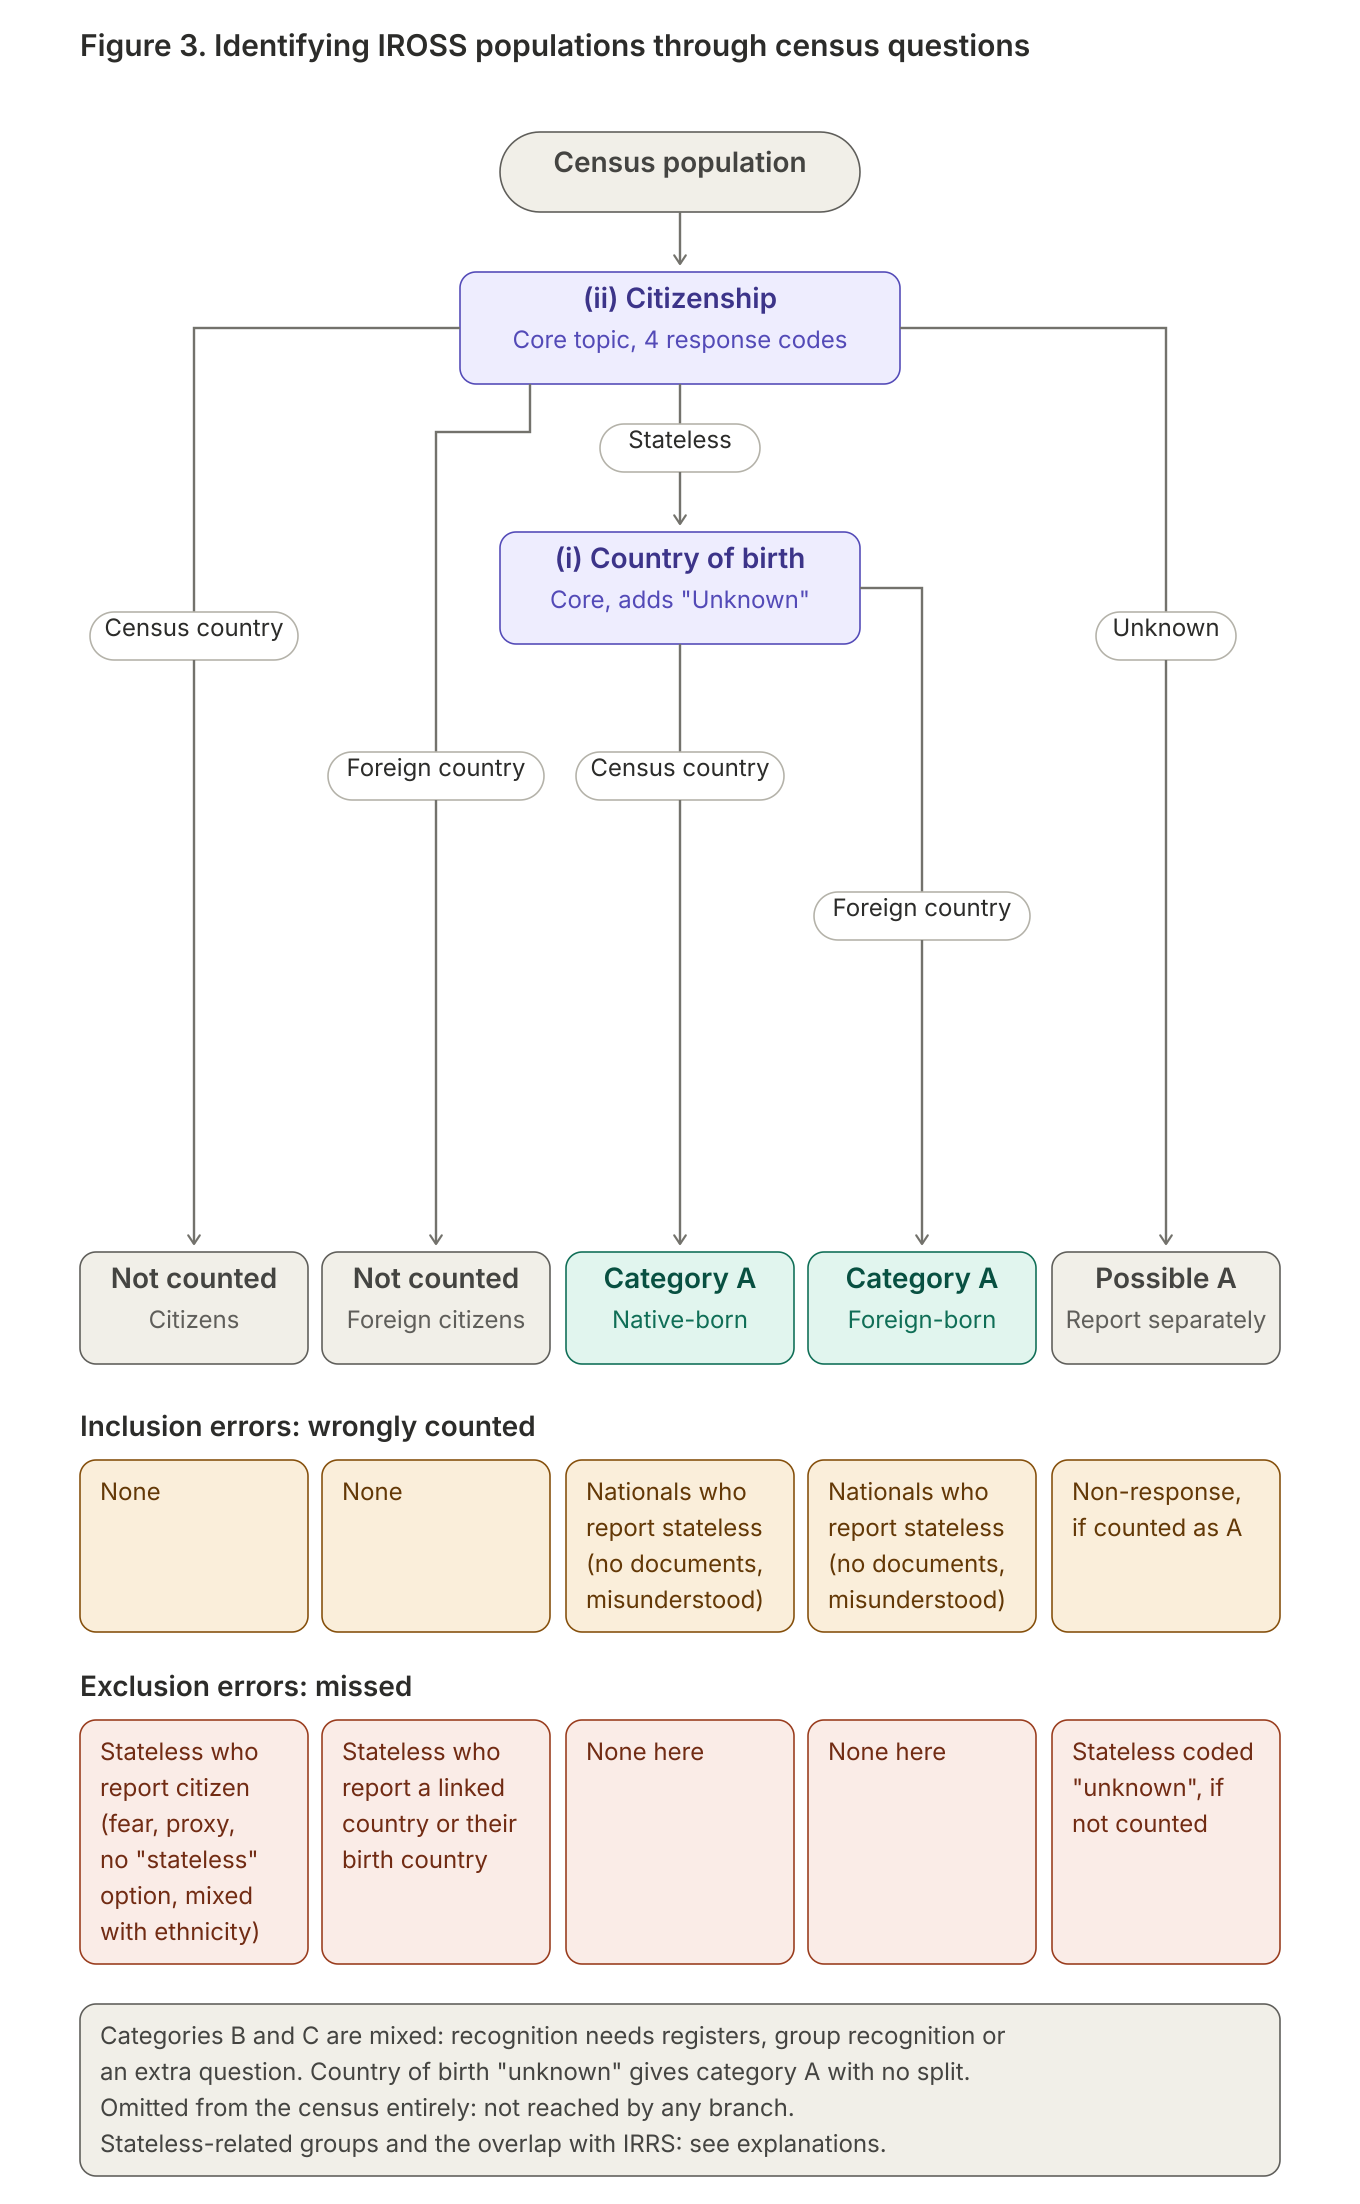 Figure 3. Identifying IROSS populations through census questions
Census population
(ii) Citizenship
Core topic, 4 response codes
Stateless
(i) Country of birth
Core, adds "Unknown"
Census country
Unknown
Foreign country
Census country
Foreign country
Not counted
Citizens
Not counted
Foreign citizens
Category A
Native-born
Category A
Foreign-born
Possible A
Report separately
Inclusion errors: wrongly counted
None
None
Nationals who
report stateless
(no documents,
misunderstood)
Nationals who
report stateless
(no documents,
misunderstood)
Non-response,
if counted as A
Exclusion errors: missed
Stateless who
report citizen
(fear, proxy,
no "stateless"
option, mixed
with ethnicity)
Stateless who
report a linked
country or their
birth country
None here
None here
Stateless coded
"unknown", if
not counted
Categories B and C are mixed: recognition needs registers, group recognition or
an extra question. Country of birth "unknown" gives category A with no split.
Omitted from the census entirely: not reached by any branch.
Stateless-related groups and the overlap with IRRS: see explanations.